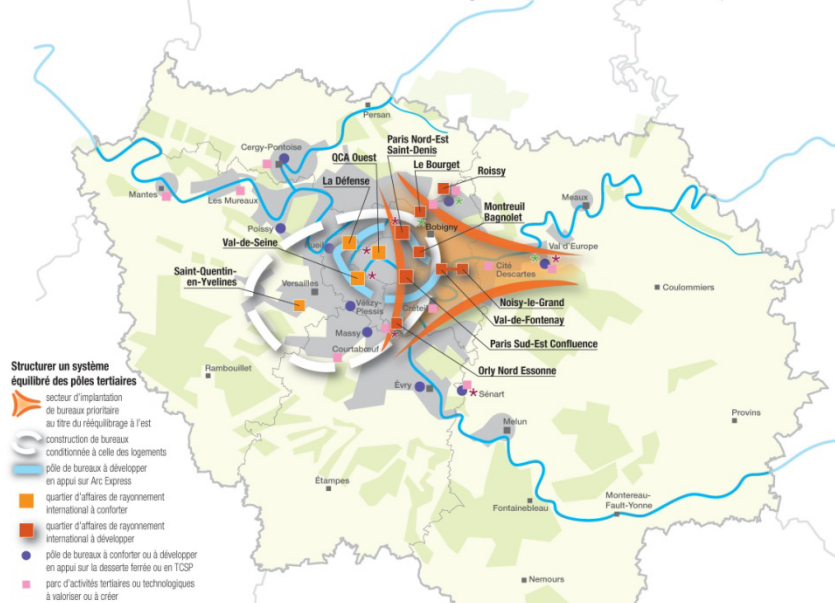 Persan
Cergy-Pontoise
Paris Nord-Est
Saint-Denis
QCA Ouest
Le Bourget
La Défense
Roissy
Mantes
Les Mureaux
Montreuil
Bagnolet
Meaux
Poissy
Bobigny
Val-de-Seine
Rueil
Val d'Europe
Cité
Descartes
Saint-Quentin-
en-Yvelines
Versailles
Coulommiers
Vélizy-
Plessis
Créteil
Noisy-le-Grand
Val-de-Fontenay
Massy
Paris Sud-Est Confluence
Courtabœuf
Orly Nord Essonne
Rambouillet
Évry
Sénart
Melun
Provins
Étampes
Fontainebleau
Montereau-
Fault-Yonne
Nemours
Structurer un système
équilibré des pôles tertiaires
secteur d'implantation
de bureaux prioritaire
au titre du rééquilibrage à l'est
construction de bureaux
conditionnée à celle des logements
pôle de bureaux à développer
en appui sur Arc Express
quartier d'affaires de rayonnement
international à conforter
quartier d'affaires de rayonnement
international à développer
pôle de bureaux à conforter ou à développer
en appui sur la desserte ferrée ou en TCSP
parc d'activités tertiaires ou technologiques
à valoriser ou à créer